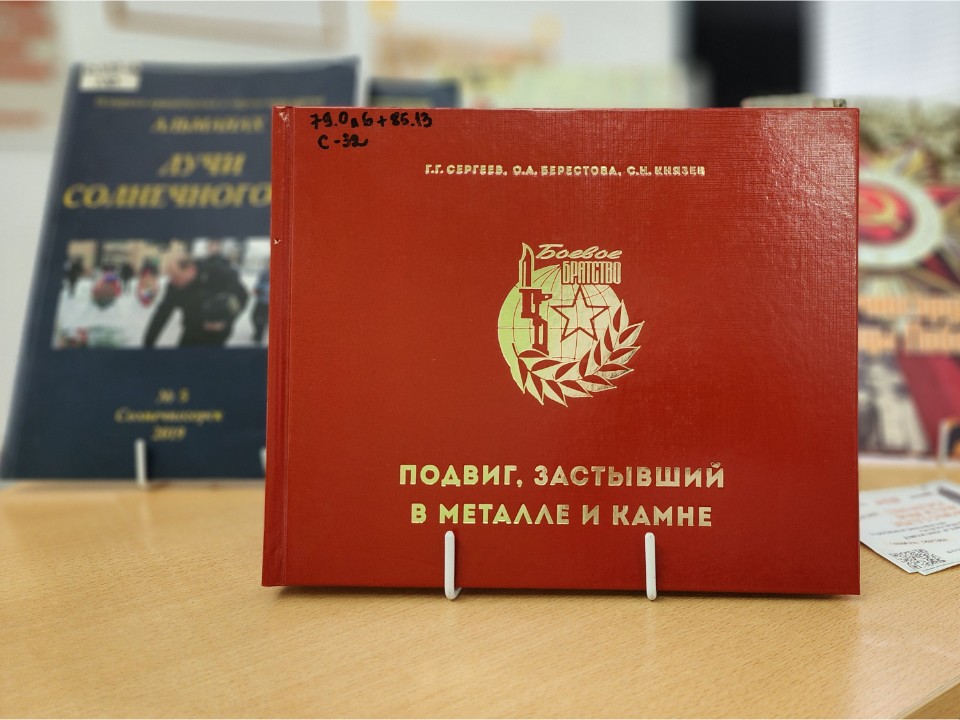 79.0я6+85.13
С-32
Г.Г. СЕРГЕЕВ, О.А. БЕРЕСТОВА, С.Н. КНЯЗЕВ
Боевое
БРАТСТВО
ПОДВИГ, ЗАСТЫВШИЙ
В МЕТАЛЛЕ И КАМНЕ
АЛЬМАНАХ
ЛУЧИ
СОЛНЕЧНОГО
№ 5
Солнечногорск
2019